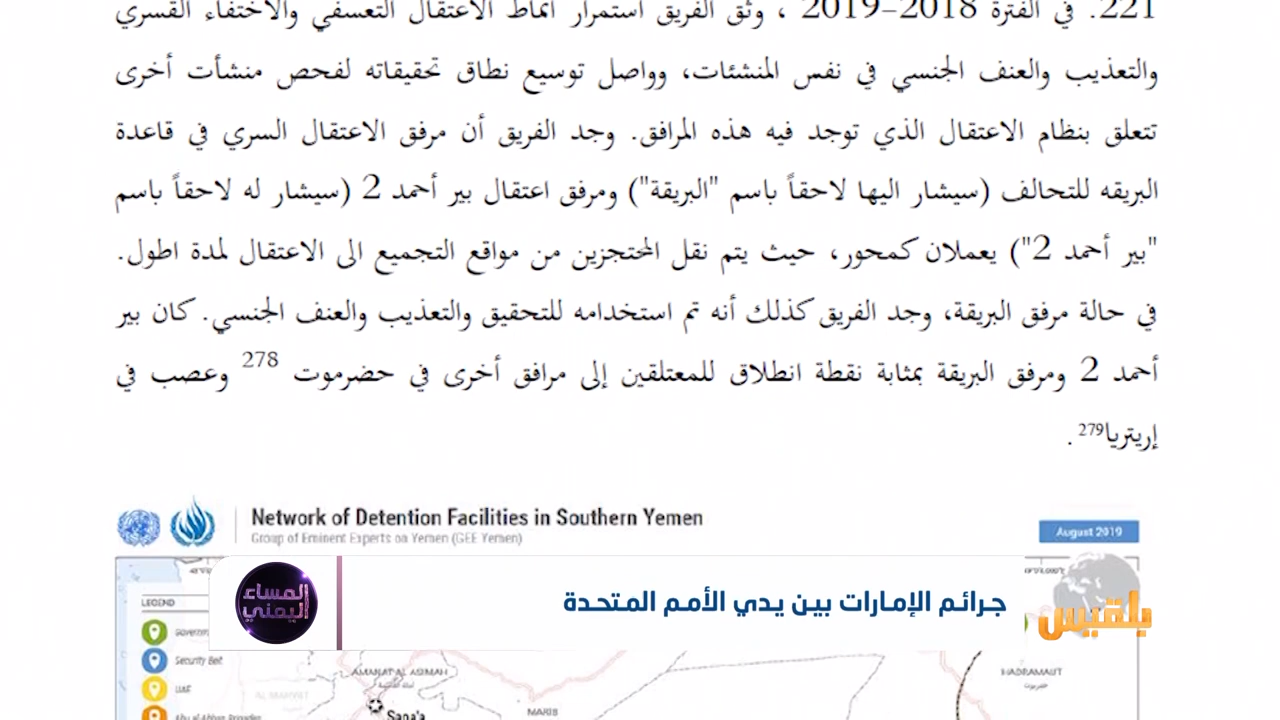 221. في الفترة 2018–2019 ، وثق الفريق استمرار انماط الاعتقال التعسفي والاختفاء القسري
والتعذيب والعنف الجنسي في نفس المنشئات، وواصل توسيع نطاق تحقيقاته لفحص منشأت أخرى
تتعلق بنظام الاعتقال الذي توجد فيه هذه المرافق. وجد الفريق أن مرفق الاعتقال السري في قاعدة
البريقه للتحالف (سيشار اليها لاحقاً باسم "البريقة") ومرفق اعتقال بير أحمد 2 (سيشار له لاحقاً باسم
"بير أحمد 2") يعملان كمحور، حيث يتم نقل المحتجزين من مواقع التجميع الى الاعتقال لمدة اطول.
في حالة مرفق البريقة، وجد الفريق كذلك أنه تم استخدامه للتحقيق والتعذيب والعنف الجنسي. كان بير
أحمد 2 ومرفق البريقة بمثابة نقطة انطلاق للمعتلقين إلى مرافق أخرى في حضرموت 278 وعصب في
إريتريا279 .
Network of Detention Facilities in Southern Yemen
Group of Eminent Experts on Yemen (GEE Yemen)
August 2019
المساء
اليمني
جرائم الإمارات بين يدي الأمم المتحدة
بلقيس
LEGEND
Security Belt
UAE
AMANAT AL ASIMAH
Sana'a
MARIB
HADRAMAUT
حضرموت